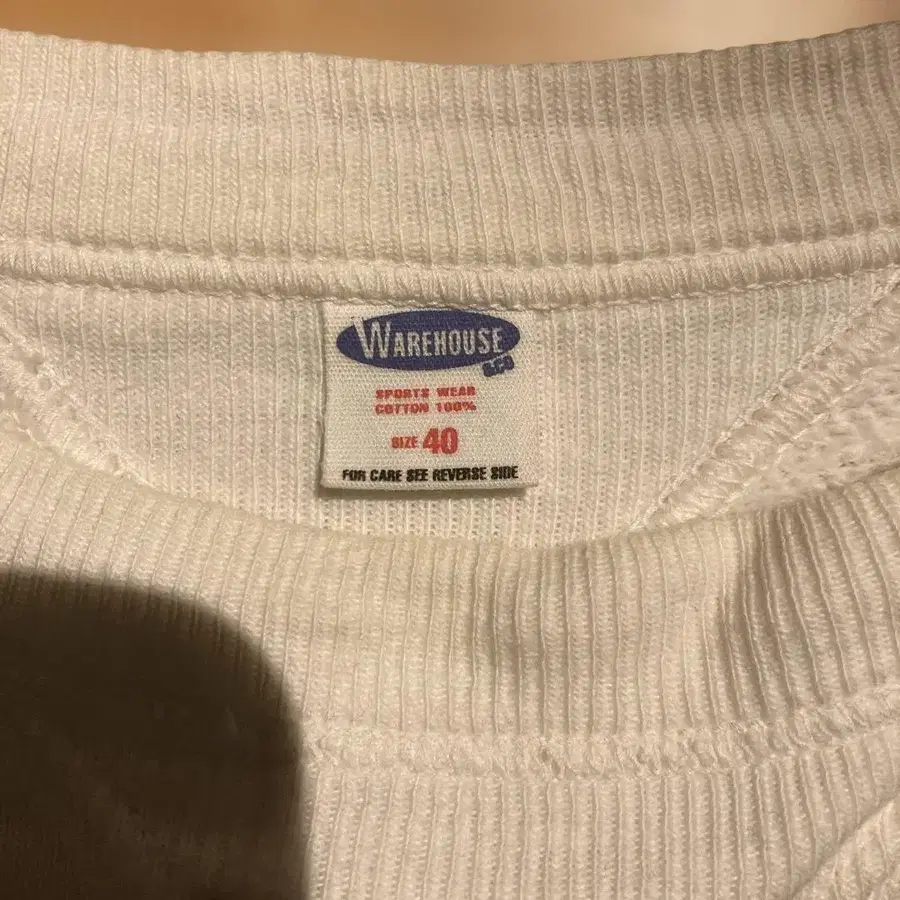 WAREHOUSE
& CO
SPORTS WEAR
COTTON 100%
SIZE 40
FOR CARE SEE REVERSE SIDE